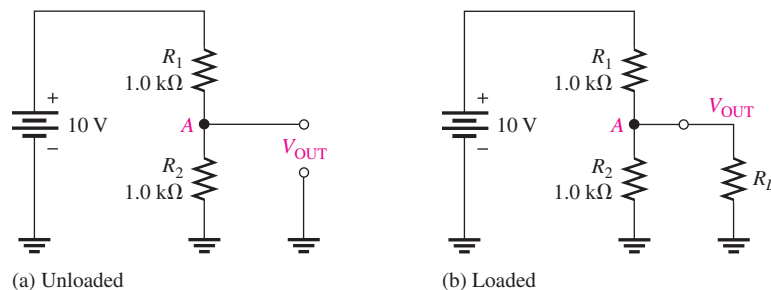 R1
1.0 kΩ
+
10 V
−
A
VOUT
R2
1.0 kΩ
(a) Unloaded
R1
1.0 kΩ
+
10 V
−
A
VOUT
R2
1.0 kΩ
RL
(b) Loaded